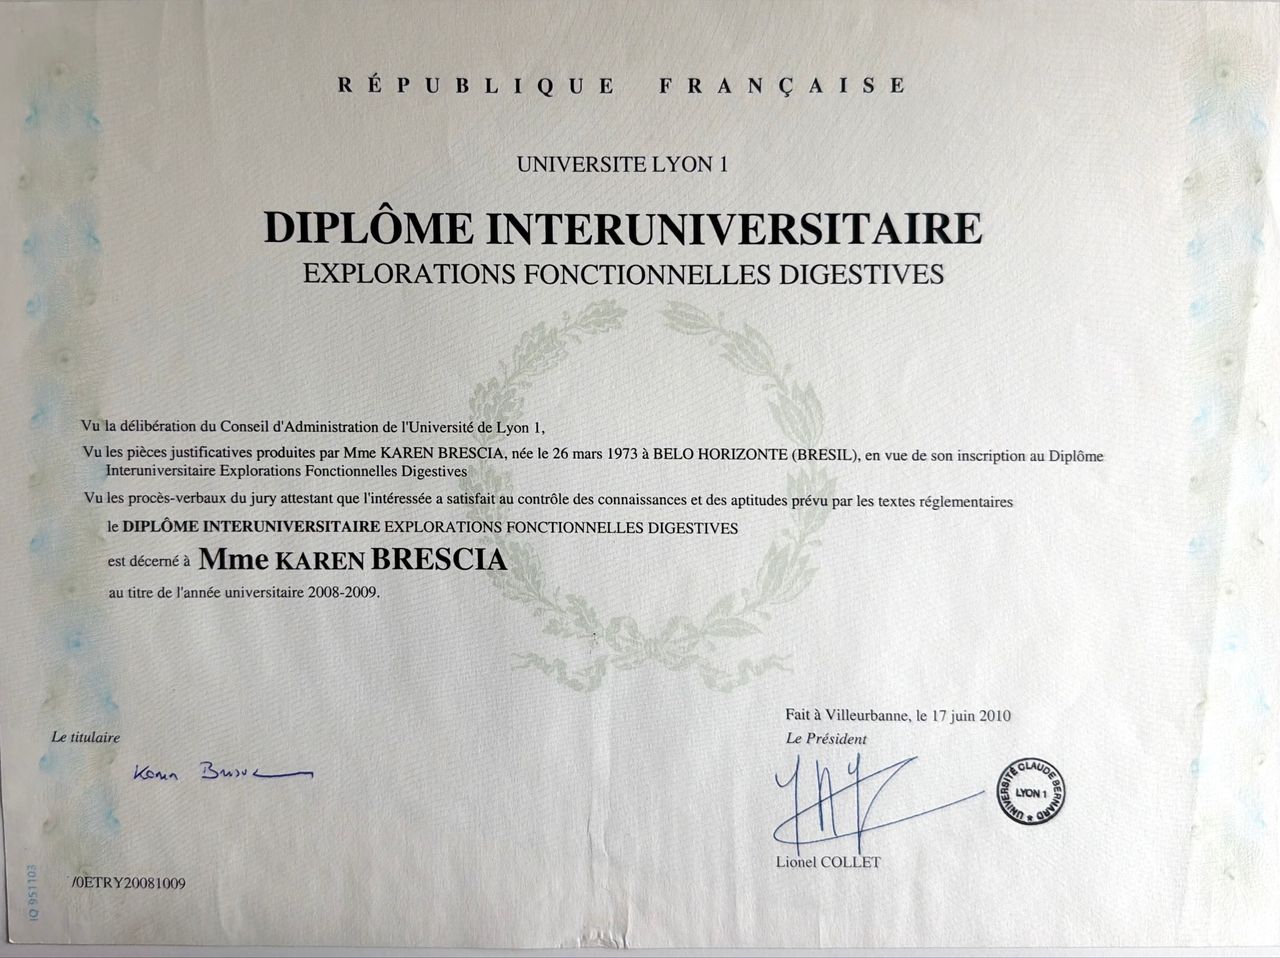 RÉPUBLIQUE FRANÇAISE
UNIVERSITE LYON 1
DIPLÔME INTERUNIVERSITAIRE
EXPLORATIONS FONCTIONNELLES DIGESTIVES
Vu la délibération du Conseil d'Administration de l'Université de Lyon 1,
Vu les pièces justificatives produites par Mme KAREN BRESCIA, née le 26 mars 1973 à BELO HORIZONTE (BRESIL), en vue de son inscription au Diplôme
Interuniversitaire Explorations Fonctionnelles Digestives
Vu les procès-verbaux du jury attestant que l'intéressée a satisfait au contrôle des connaissances et des aptitudes prévu par les textes réglementaires
le DIPLÔME INTERUNIVERSITAIRE EXPLORATIONS FONCTIONNELLES DIGESTIVES
est décerné à Mme KAREN BRESCIA
au titre de l'année universitaire 2008-2009.
Fait à Villeurbanne, le 17 juin 2010
Le titulaire
Le Président
Karen Brescia
UNIVERSITÉ CLAUDE BERNARD
LYON 1
Lionel COLLET
/0ETRY20081009
IQ 951103